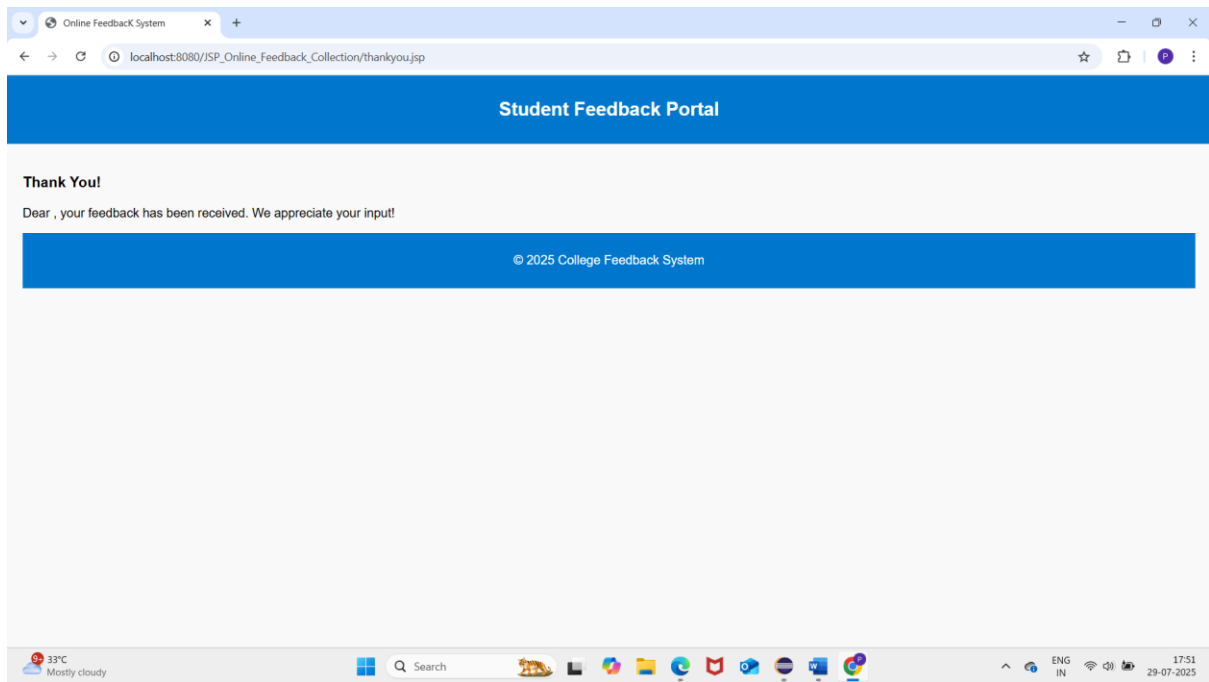 Online FeedbacK System
localhost:8080/JSP_Online_Feedback_Collection/thankyou.jsp
P
Student Feedback Portal
Thank You!
Dear , your feedback has been received. We appreciate your input!
© 2025 College Feedback System
9+
33°C
Mostly cloudy
Search
ENG
IN
17:51
29-07-2025